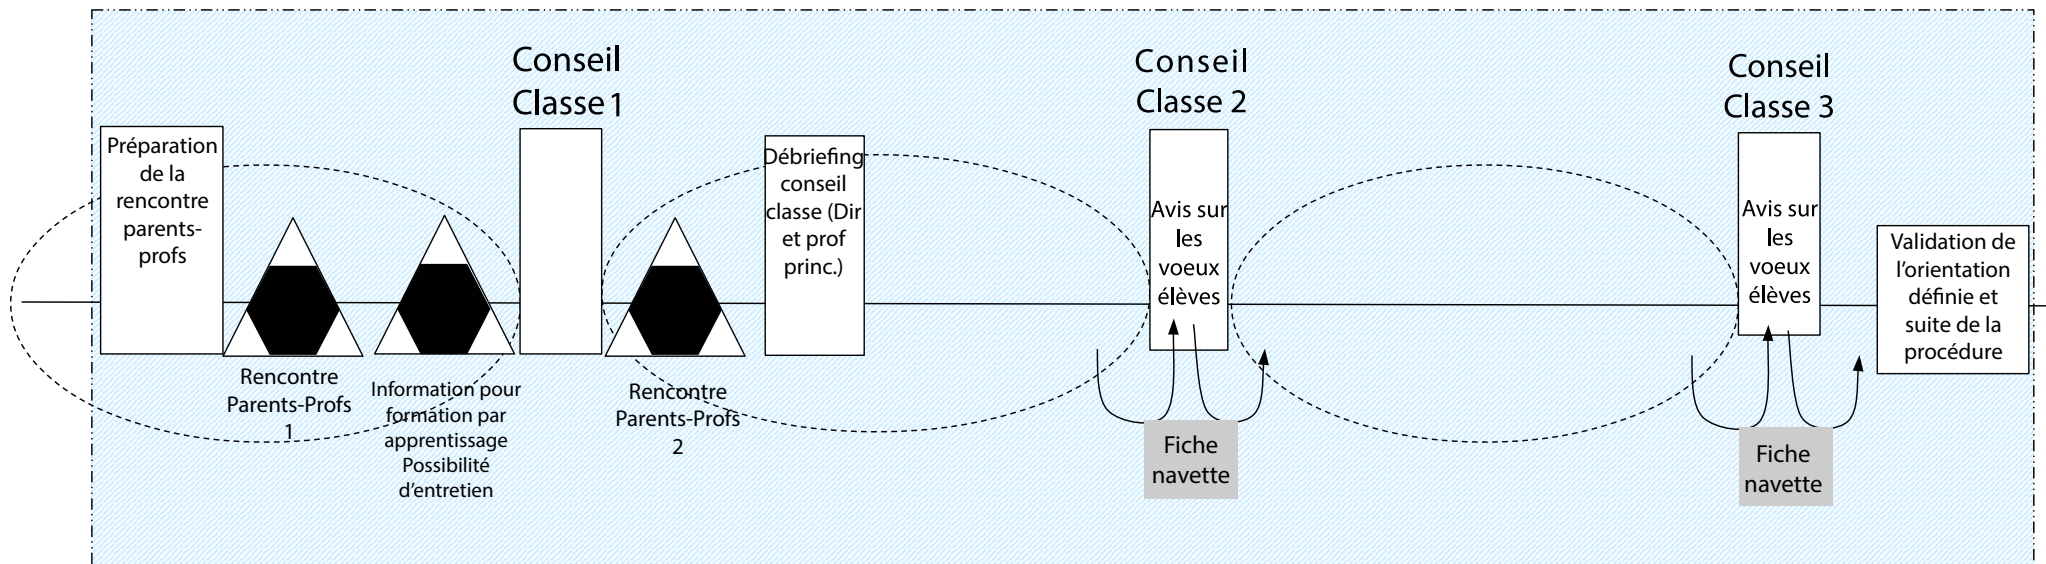 Conseil
Classe 1
Conseil
Classe 2
Conseil
Classe 3
Préparation
de la
rencontre
parents-
profs
Débriefing
conseil
classe (Dir
et prof
princ.)
Avis sur
les
voeux
élèves
Avis sur
les
voeux
élèves
Validation de
l'orientation
définie et
suite de la
procédure
Rencontre
Parents-Profs
1
Information pour
formation par
apprentissage
Possibilité
d'entretien
Rencontre
Parents-Profs
2
Fiche
navette
Fiche
navette